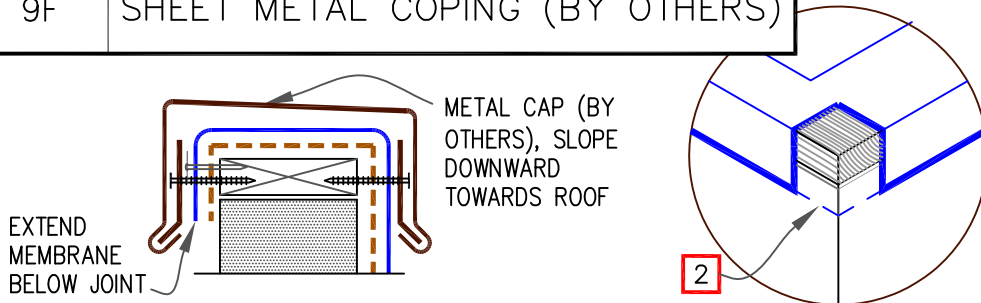 9F SHEET METAL COPING (BY OTHERS)
METAL CAP (BY
OTHERS), SLOPE
DOWNWARD
TOWARDS ROOF
EXTEND
MEMBRANE
BELOW JOINT
2